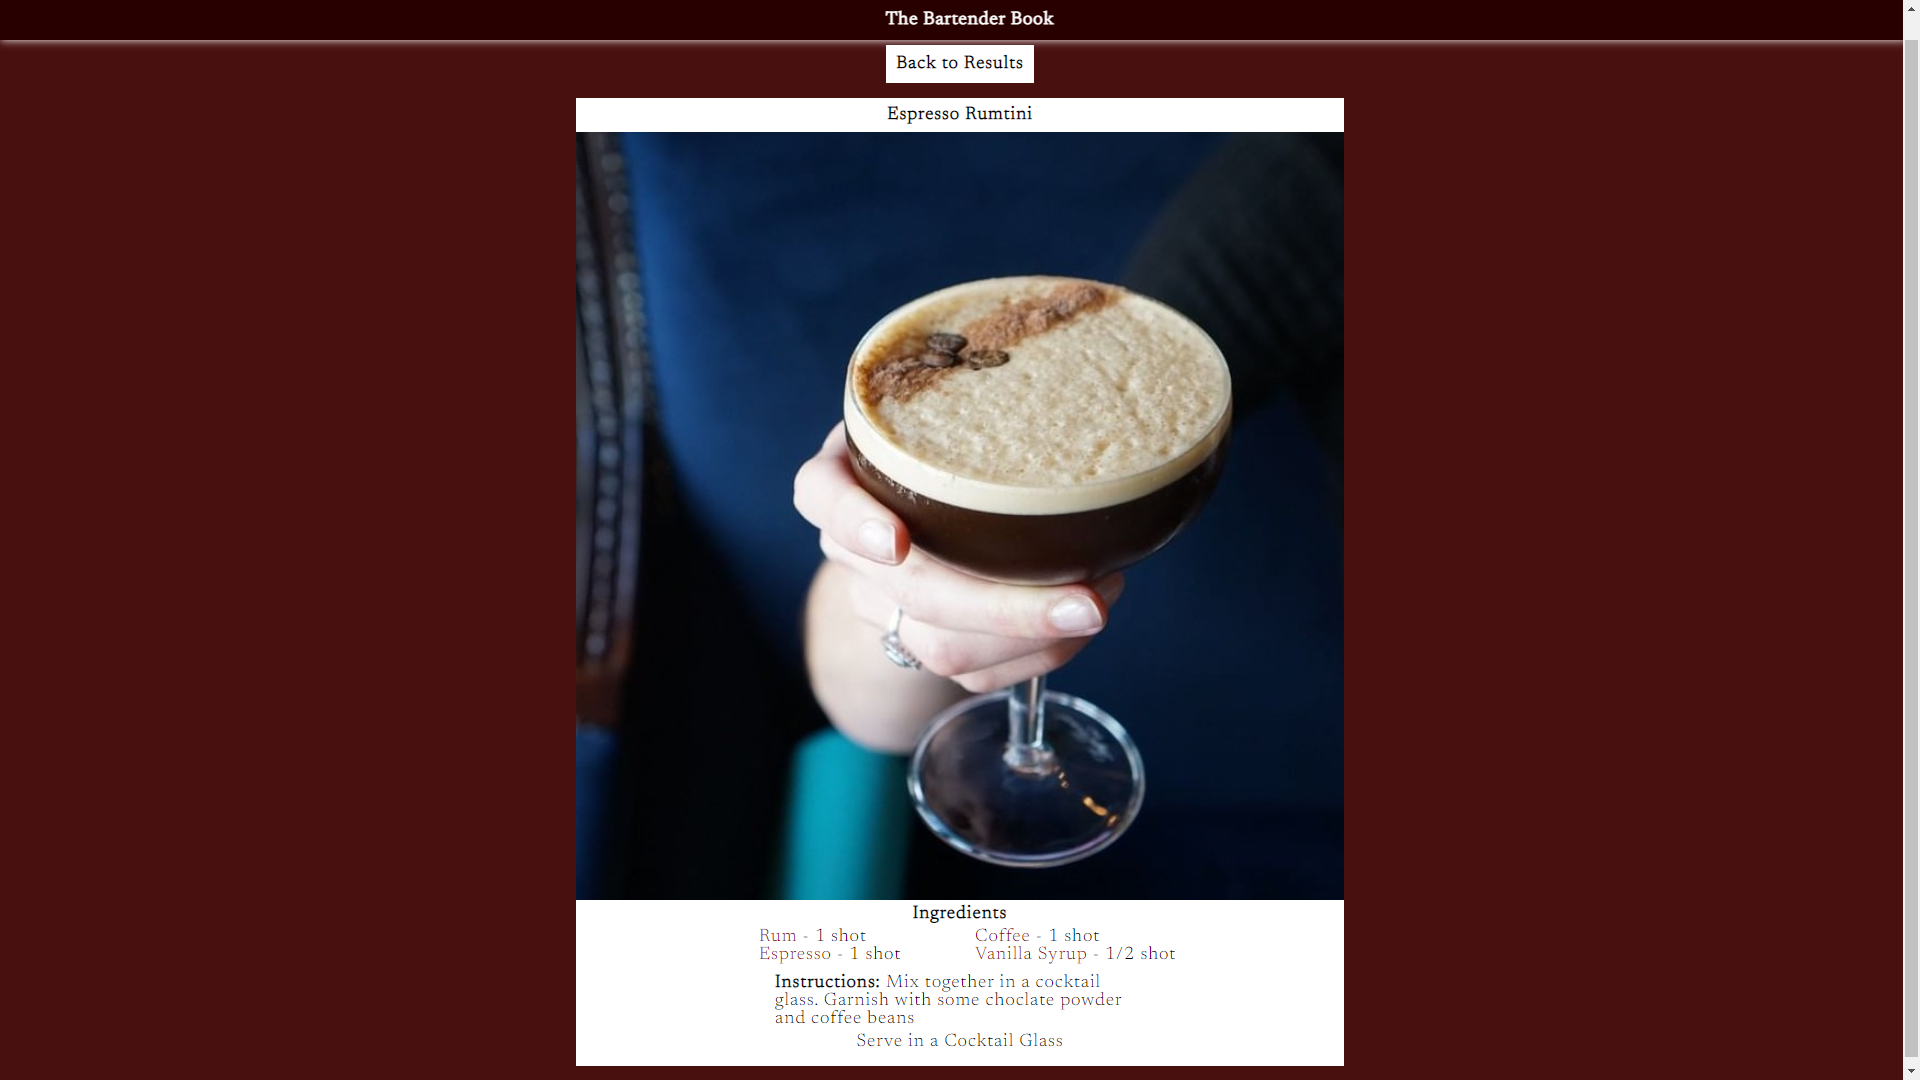 The Bartender Book
Back to Results
Espresso Rumtini
Ingredients
Rum - 1 shot Coffee - 1 shot
Espresso - 1 shot Vanilla Syrup - 1/2 shot
Instructions: Mix together in a cocktail
glass. Garnish with some choclate powder
and coffee beans
Serve in a Cocktail Glass